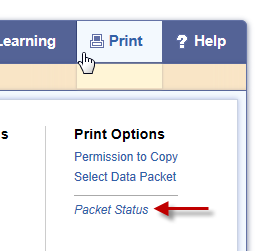 Learning Print ? Help
s Print Options
Permission to Copy
Select Data Packet
Packet Status